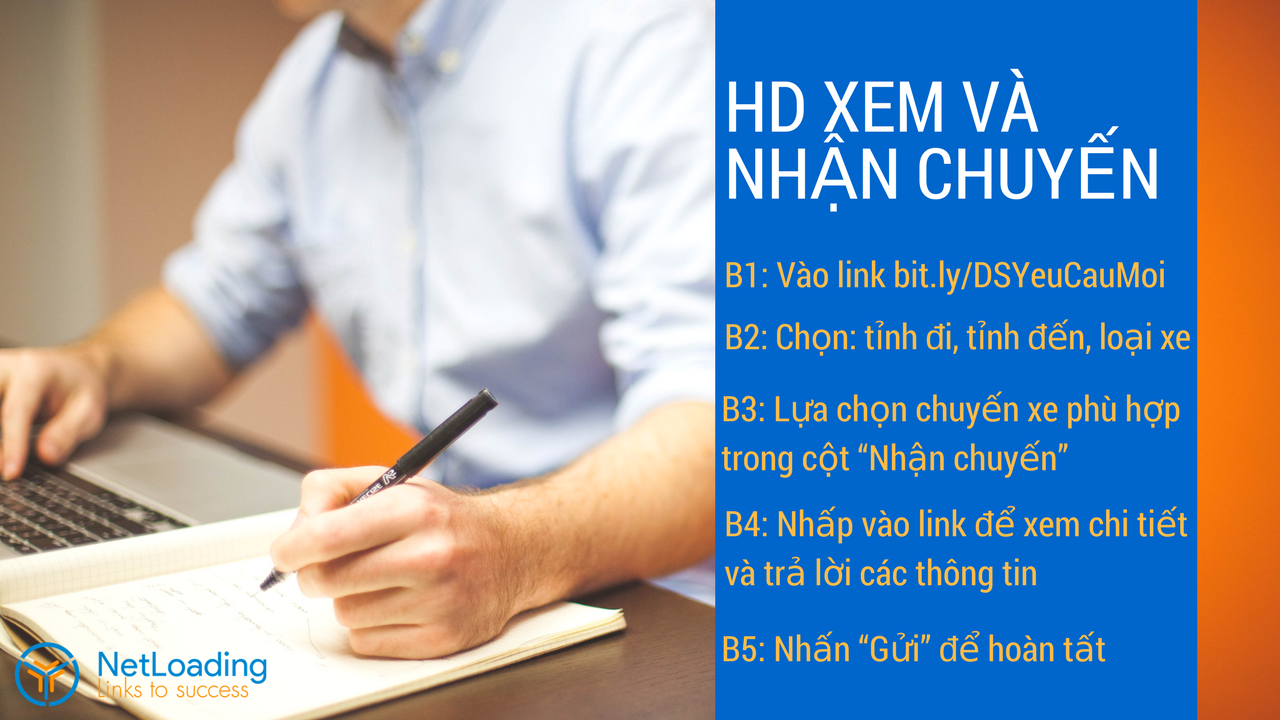 HD XEM VÀ
NHẬN CHUYẾN
B1: Vào link bit.ly/DSYeuCauMoi
B2: Chọn: tỉnh đi, tỉnh đến, loại xe
B3: Lựa chọn chuyến xe phù hợp
trong cột “Nhận chuyến”
B4: Nhấp vào link để xem chi tiết
và trả lời các thông tin
B5: Nhấn “Gửi” để hoàn tất
NetLoading
Links to success